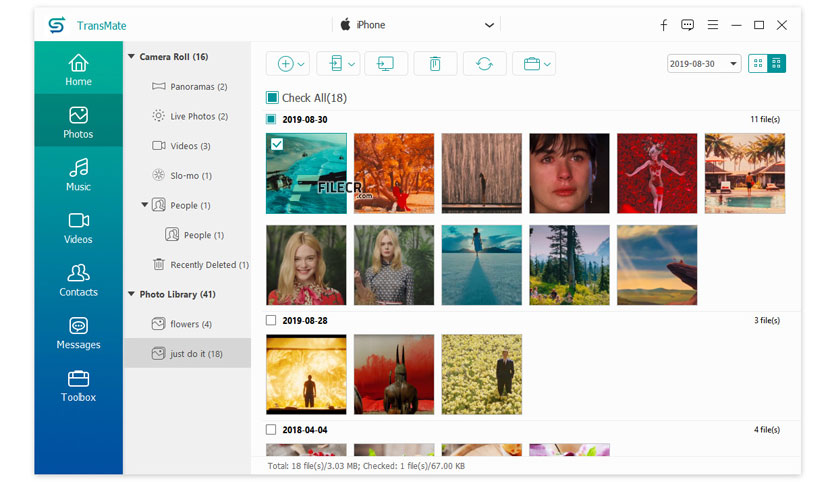 TransMate
iPhone
Home
Photos
Music
Videos
Contacts
Messages
Toolbox
Camera Roll (16)
Panoramas (2)
Live Photos (2)
Videos (3)
Slo-mo (1)
People (1)
People (1)
Recently Deleted (1)
Photo Library (41)
flowers (4)
just do it (18)
2019-08-30
Check All(18)
2019-08-30 11 file(s)
FILECR
.com
2019-08-28 3 file(s)
2018-04-04 4 file(s)
Total: 18 file(s)/3.03 MB; Checked: 1 file(s)/67.00 KB